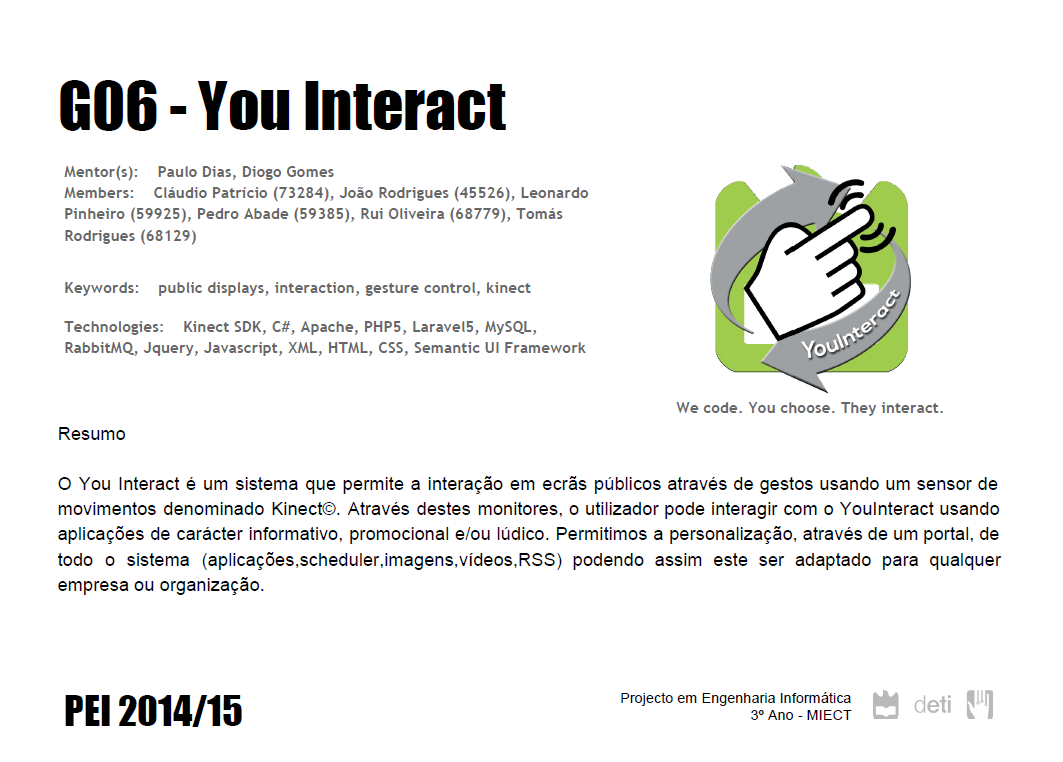 G06 - You Interact
Mentor(s): Paulo Dias, Diogo Gomes
Members: Cláudio Patrício (73284), João Rodrigues (45526), Leonardo
Pinheiro (59925), Pedro Abade (59385), Rui Oliveira (68779), Tomás
Rodrigues (68129)
Keywords: public displays, interaction, gesture control, kinect
Technologies: Kinect SDK, C#, Apache, PHP5, Laravel5, MySQL,
RabbitMQ, Jquery, Javascript, XML, HTML, CSS, Semantic UI Framework
YouInteract
We code. You choose. They interact.
Resumo
O You Interact é um sistema que permite a interação em ecrãs públicos através de gestos usando um sensor de
movimentos denominado Kinect©. Através destes monitores, o utilizador pode interagir com o YouInteract usando
aplicações de carácter informativo, promocional e/ou lúdico. Permitimos a personalização, através de um portal, de
todo o sistema (aplicações,scheduler,imagens,vídeos,RSS) podendo assim este ser adaptado para qualquer
empresa ou organização.
PEI 2014/15
Projecto em Engenharia Informática
3º Ano - MIECT
deti